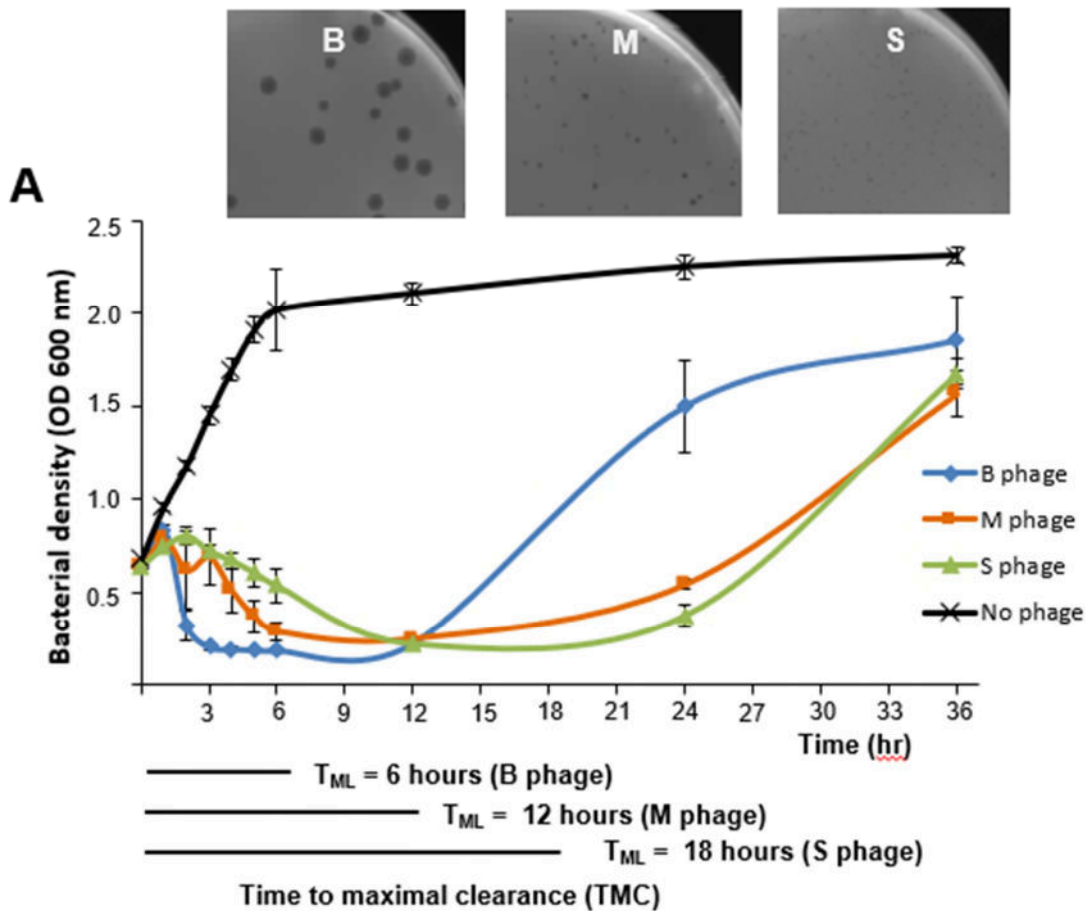 B
M
S
A
Bacterial density (OD 600 nm)
2.5
2.0
1.5
1.0
0.5
3 6 9 12 15 18 21 24 27 30 33 36
Time (hr)
B phage
M phage
S phage
No phage
TML = 6 hours (B phage)
TML = 12 hours (M phage)
TML = 18 hours (S phage)
Time to maximal clearance (TMC)